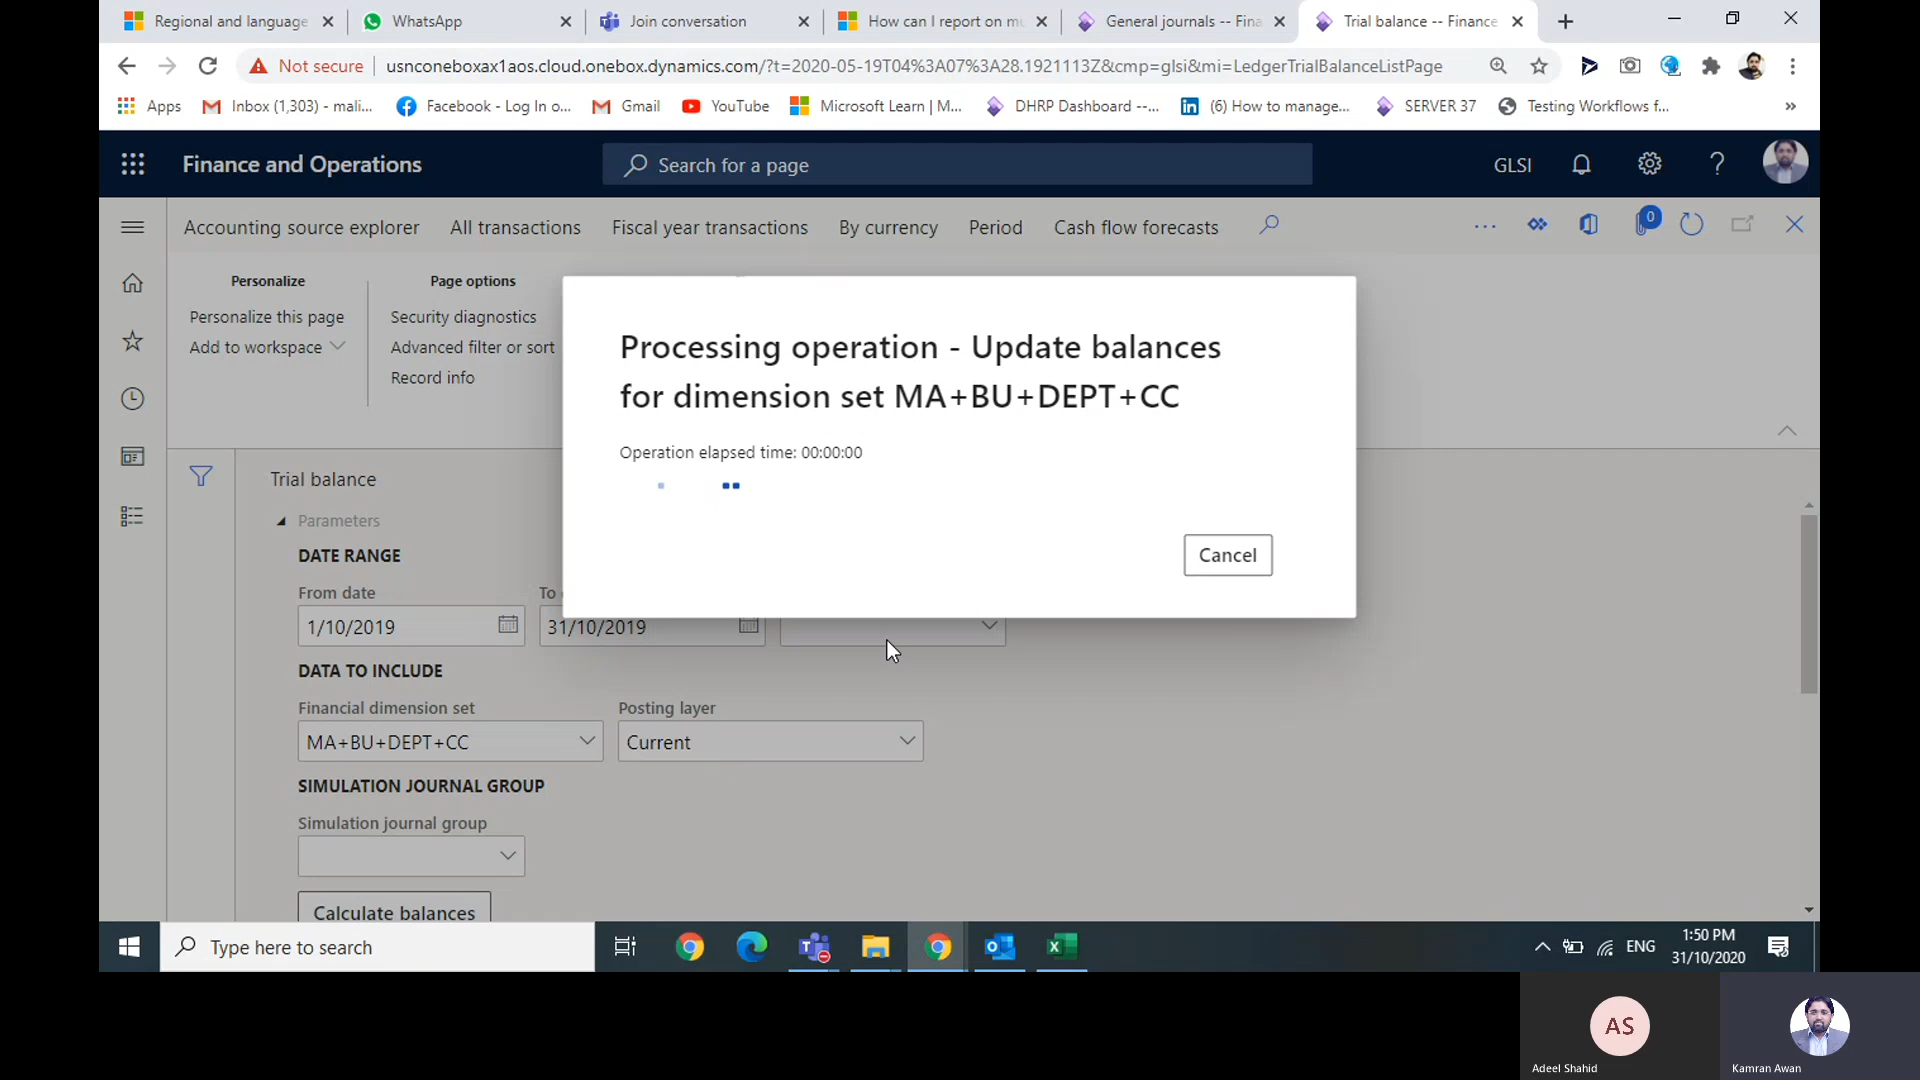 Regional and language
WhatsApp
Join conversation
How can I report on mu
General journals -- Fina
Trial balance -- Finance
Not secure
usnconeboxax1aos.cloud.onebox.dynamics.com/?t=2020-05-19T04%3A07%3A28.1921113Z&cmp=glsi&mi=LedgerTrialBalanceListPage
Apps
Inbox (1,303) - mali...
Facebook - Log In o...
Gmail
YouTube
Microsoft Learn | M...
DHRP Dashboard --...
(6) How to manage...
SERVER 37
Testing Workflows f...
»
Finance and Operations
Search for a page
GLSI
?
Accounting source explorer
All transactions
Fiscal year transactions
By currency
Period
Cash flow forecasts
0
Personalize
Page options
Personalize this page
Security diagnostics
Add to workspace
Advanced filter or sort
Record info
Processing operation - Update balances
for dimension set MA+BU+DEPT+CC
Operation elapsed time: 00:00:00
Cancel
Trial balance
Parameters
DATE RANGE
From date
To
1/10/2019
31/10/2019
DATA TO INCLUDE
Financial dimension set
Posting layer
MA+BU+DEPT+CC
Current
SIMULATION JOURNAL GROUP
Simulation journal group
Calculate balances
Type here to search
ENG
1:50 PM
31/10/2020
AS
Adeel Shahid
Kamran Awan